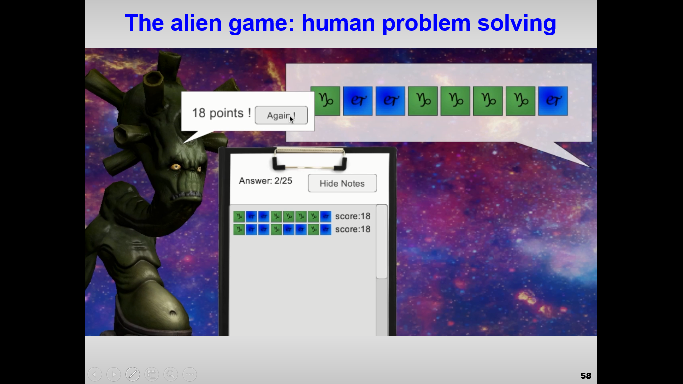 The alien game: human problem solving
18 points !
Again !
Answer: 2/25
Hide Notes
score:18
score:18
58